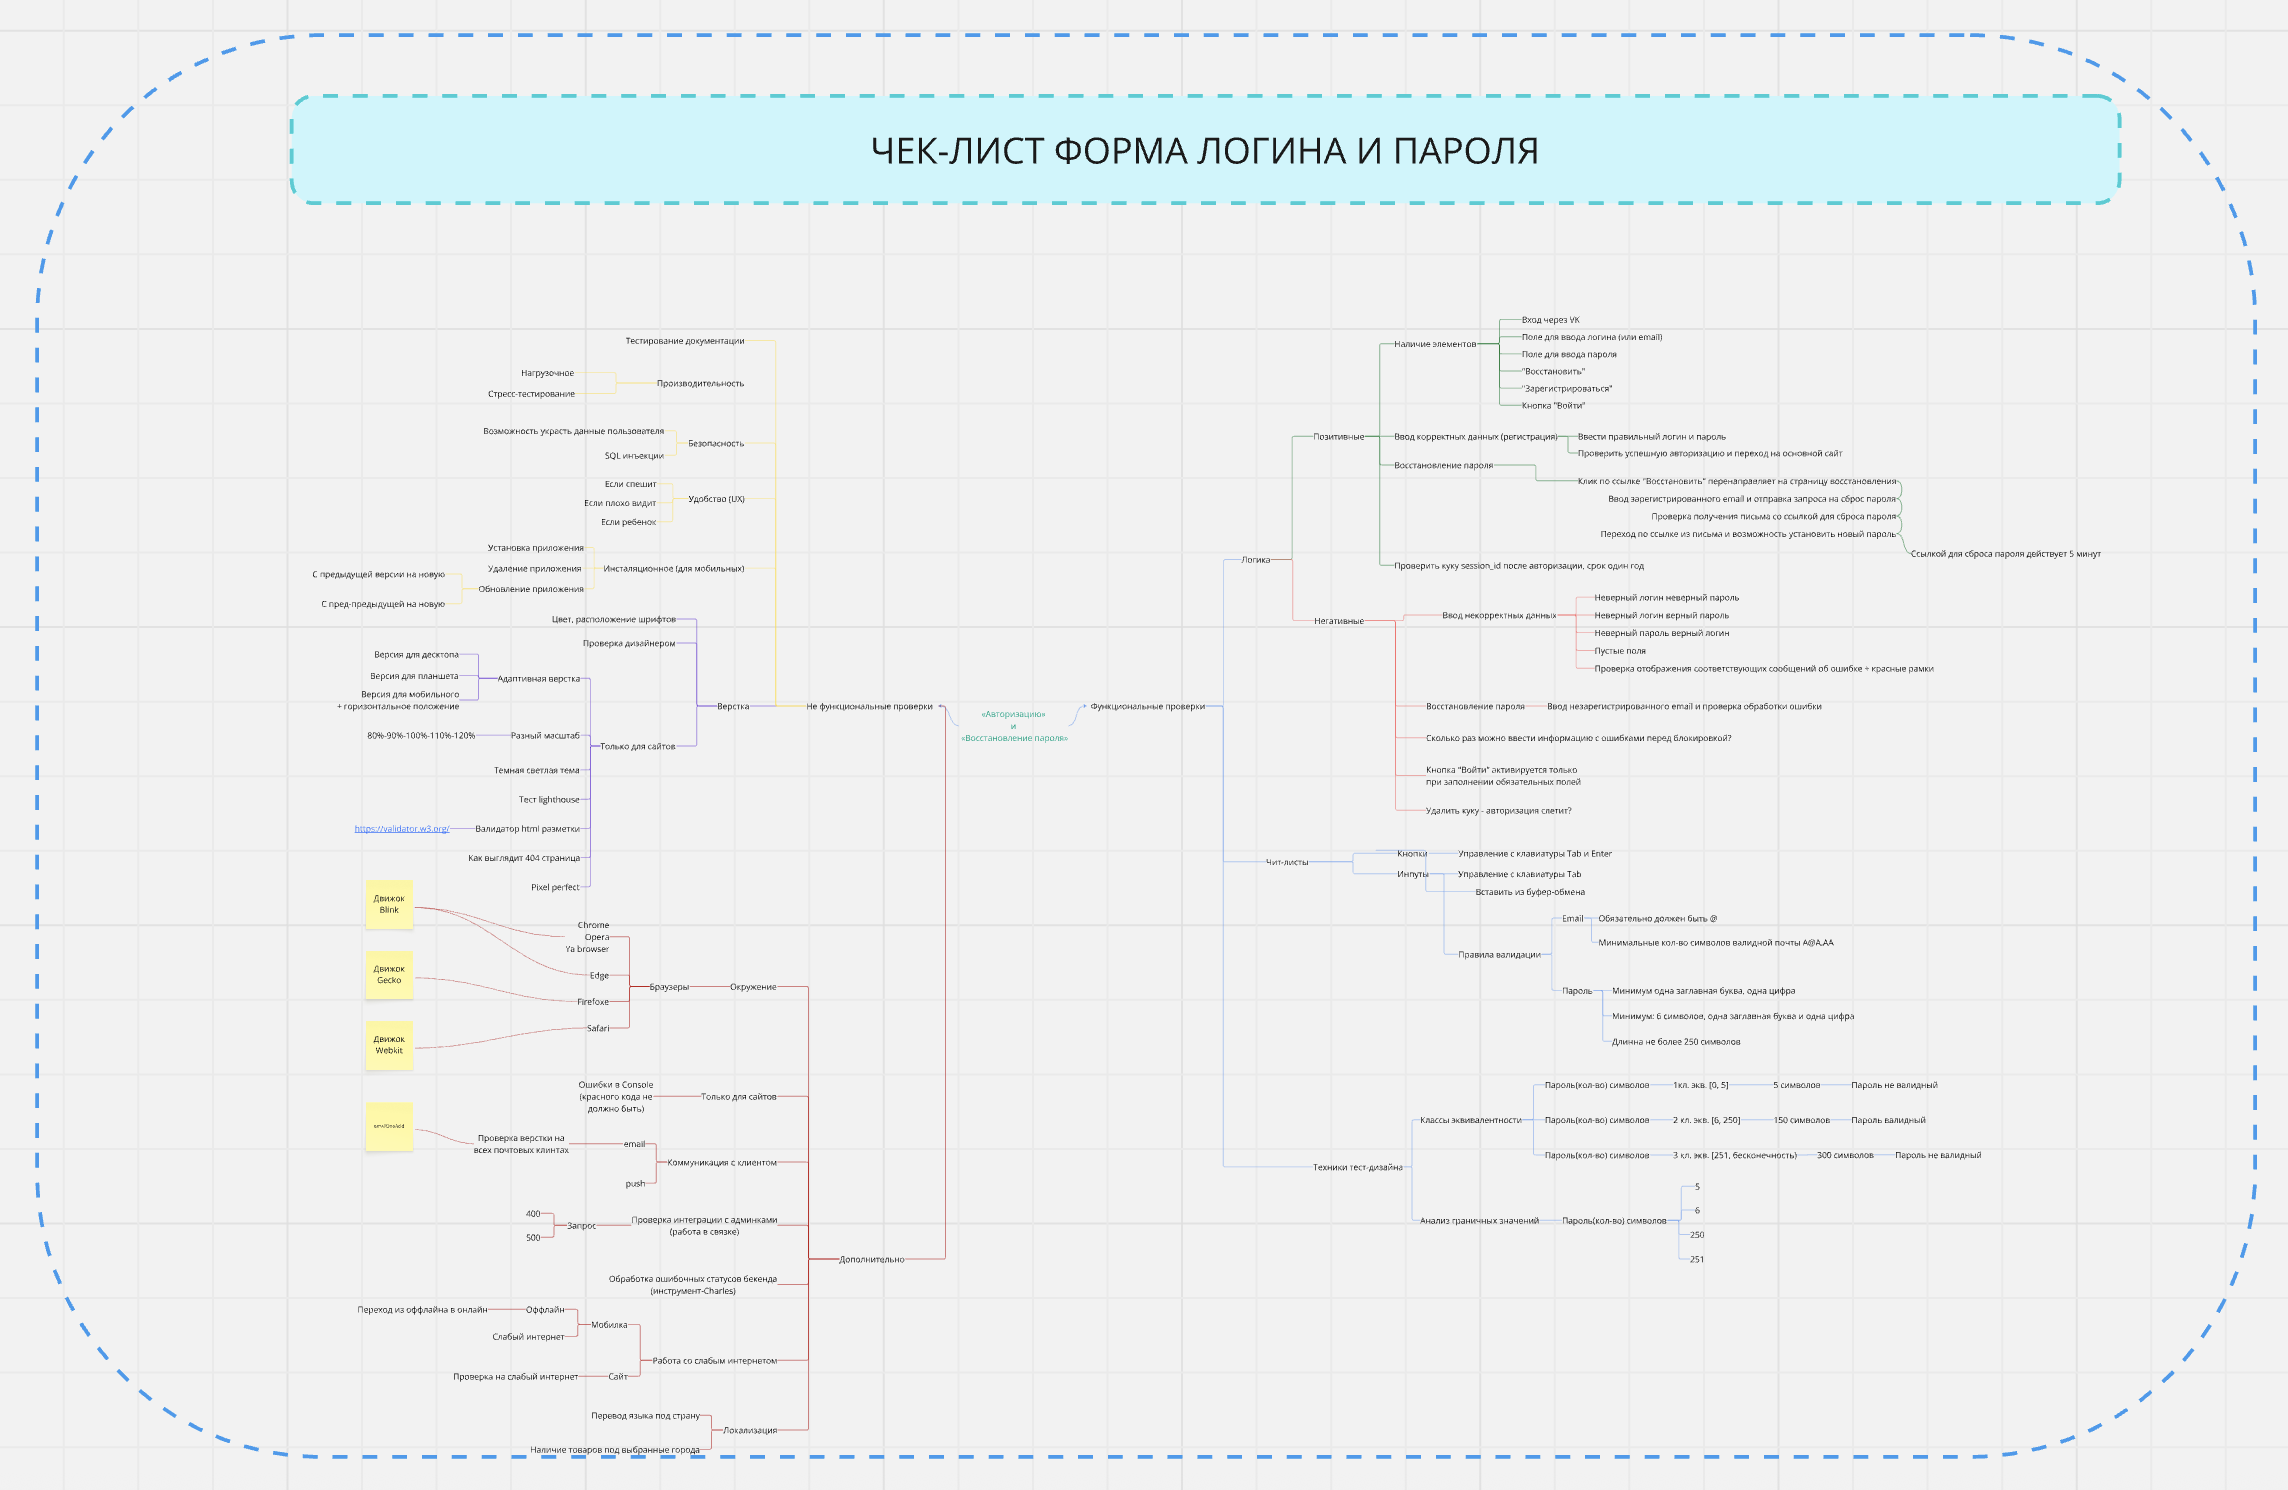 ЧЕК-ЛИСТ ФОРМА ЛОГИНА И ПАРОЛЯ
«Авторизацию»
и
«Восстановление пароля»
Не функциональные проверки
Тестирование документации
Производительность
Нагрузочное
Стресс-тестирование
Безопасность
Возможность украсть данные пользователя
SQL инъекции
Удобство (UX)
Если спешит
Если плохо видит
Если ребенок
Инсталяционное (для мобильных)
Установка приложения
Удаление приложения
Обновление приложения
С предыдущей версии на новую
С пред-предыдущей на новую
Верстка
Цвет, расположение шрифтов
Проверка дизайнером
Только для сайтов
Адаптивная верстка
Версия для десктопа
Версия для планшета
Версия для мобильного
+ горизонтальное положение
Разный масштаб
80%-90%-100%-110%-120%
Темная светлая тема
Тест lighthouse
Валидатор html разметки
https://validator.w3.org/
Как выглядит 404 страница
Pixel perfect
Дополнительно
Окружение
Браузеры
Chrome
Opera
Ya browser
Edge
Firefoxe
Safari
Движок
Blink
Движок
Gecko
Движок
Webkit
Только для сайтов
Ошибки в Console
(красного кода не
должно быть)
Коммуникация с клиентом
email
Проверка верстки на
всех почтовых клинтах
push
Проверка интеграции с админками
(работа в связке)
Запрос
400
500
Обработка ошибочных статусов бекенда
(инструмент-Charles)
Работа со слабым интернетом
Мобилка
Оффлайн
Переход из оффлайна в онлайн
Слабый интернет
Сайт
Проверка на слабый интернет
Локализация
Перевод языка под страну
Наличие товаров под выбранные города
Функциональные проверки
Логика
Позитивные
Наличие элементов
Вход через VK
Поле для ввода логина (или email)
Поле для ввода пароля
"Восстановить"
"Зарегистрироваться"
Кнопка "Войти"
Ввод корректных данных (регистрация)
Ввести правильный логин и пароль
Проверить успешную авторизацию и переход на основной сайт
Восстановление пароля
Клик по ссылке "Восстановить" перенаправляет на страницу восстановления
Ввод зарегистрированного email и отправка запроса на сброс пароля
Проверка получения письма со ссылкой для сброса пароля
Переход по ссылке из письма и возможность установить новый пароль
Ссылкой для сброса пароля действует 5 минут
Проверить куку session_id после авторизации, срок один год
Негативные
Ввод некорректных данных
Неверный логин неверный пароль
Неверный логин верный пароль
Неверный пароль верный логин
Пустые поля
Проверка отображения соответствующих сообщений об ошибке + красные рамки
Восстановление пароля
Ввод незарегистрированного email и проверка обработки ошибки
Сколько раз можно ввести информацию с ошибками перед блокировкой?
Кнопка "Войти" активируется только
при заполнении обязательных полей
Удалить куку - авторизация слетит?
Чит-листы
Кнопки
Управление с клавиатуры Tab и Enter
Инпуты
Управление с клавиатуры Tab
Вставить из буфер-обмена
Правила валидации
Email
Обязательно должен быть @
Минимальные кол-во символов валидной почты A@A.AA
Пароль
Минимум одна заглавная буква, одна цифра
Минимум: 6 символов, одна заглавная буква и одна цифра
Длинна не более 250 символов
Техники тест-дизайна
Классы эквивалентности
Пароль(кол-во) символов
1кл. экв. [0, 5]
5 символов
Пароль не валидный
Пароль(кол-во) символов
2 кл. экв. [6, 250]
150 символов
Пароль валидный
Пароль(кол-во) символов
3 кл. экв. [251, бесконечность)
300 символов
Пароль не валидный
Анализ граничных значений
Пароль(кол-во) символов
5
6
250
251